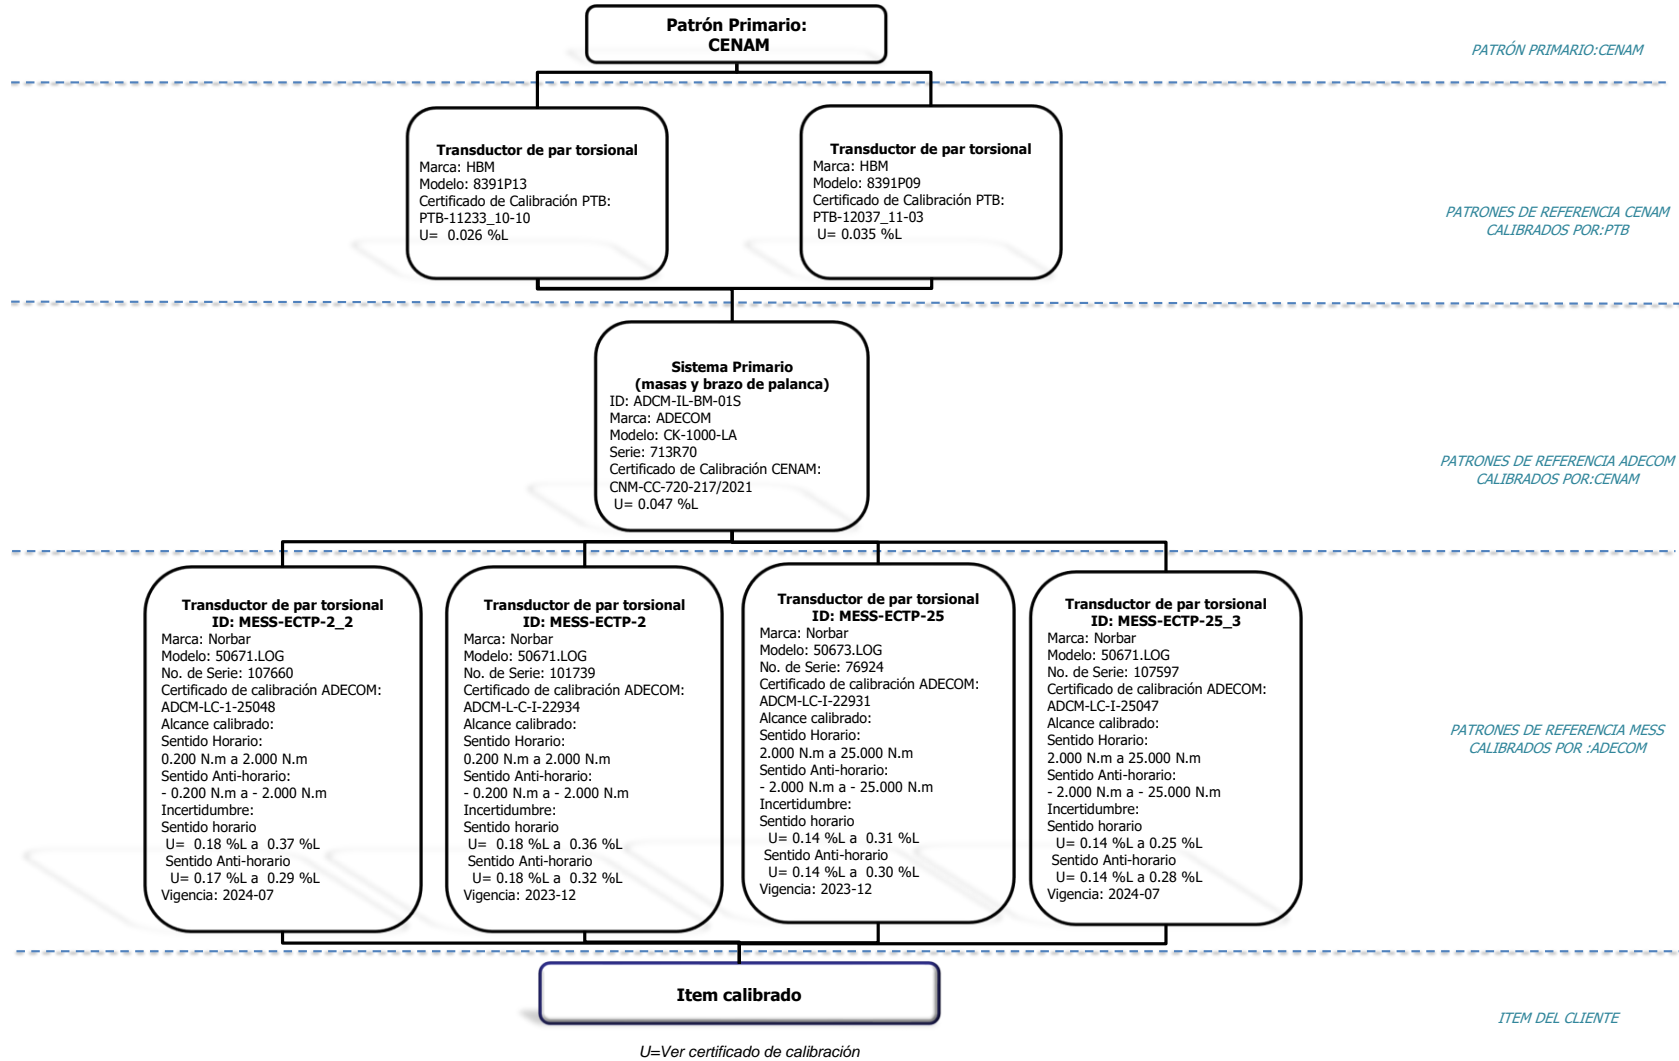 Patrón Primario:
CENAM
PATRÓN PRIMARIO:CENAM
Transductor de par torsional
Marca: HBM
Modelo: 8391P13
Certificado de Calibración PTB:
PTB-11233_10-10
U= 0.026 %L
Transductor de par torsional
Marca: HBM
Modelo: 8391P09
Certificado de Calibración PTB:
PTB-12037_11-03
U= 0.035 %L
PATRONES DE REFERENCIA CENAM
CALIBRADOS POR:PTB
Sistema Primario
(masas y brazo de palanca)
ID: ADCM-IL-BM-01S
Marca: ADECOM
Modelo: CK-1000-LA
Serie: 713R70
Certificado de Calibración CENAM:
CNM-CC-720-217/2021
U= 0.047 %L
PATRONES DE REFERENCIA ADECOM
CALIBRADOS POR:CENAM
Transductor de par torsional
ID: MESS-ECTP-2_2
Marca: Norbar
Modelo: 50671.LOG
No. de Serie: 107660
Certificado de calibración ADECOM:
ADCM-LC-1-25048
Alcance calibrado:
Sentido Horario:
0.200 N.m a 2.000 N.m
Sentido Anti-horario:
- 0.200 N.m a - 2.000 N.m
Incertidumbre:
Sentido horario
U= 0.18 %L a 0.37 %L
Sentido Anti-horario
U= 0.17 %L a 0.29 %L
Vigencia: 2024-07
Transductor de par torsional
ID: MESS-ECTP-2
Marca: Norbar
Modelo: 50671.LOG
No. de Serie: 101739
Certificado de calibración ADECOM:
ADCM-L-C-I-22934
Alcance calibrado:
Sentido Horario:
0.200 N.m a 2.000 N.m
Sentido Anti-horario:
- 0.200 N.m a - 2.000 N.m
Incertidumbre:
Sentido horario
U= 0.18 %L a 0.36 %L
Sentido Anti-horario
U= 0.18 %L a 0.32 %L
Vigencia: 2023-12
Transductor de par torsional
ID: MESS-ECTP-25
Marca: Norbar
Modelo: 50673.LOG
No. de Serie: 76924
Certificado de calibración ADECOM:
ADCM-LC-I-22931
Alcance calibrado:
Sentido Horario:
2.000 N.m a 25.000 N.m
Sentido Anti-horario:
- 2.000 N.m a - 25.000 N.m
Incertidumbre:
Sentido horario
U= 0.14 %L a 0.31 %L
Sentido Anti-horario
U= 0.14 %L a 0.30 %L
Vigencia: 2023-12
Transductor de par torsional
ID: MESS-ECTP-25_3
Marca: Norbar
Modelo: 50671.LOG
No. de Serie: 107597
Certificado de calibración ADECOM:
ADCM-LC-I-25047
Alcance calibrado:
Sentido Horario:
2.000 N.m a 25.000 N.m
Sentido Anti-horario:
- 2.000 N.m a - 25.000 N.m
Incertidumbre:
Sentido horario
U= 0.14 %L a 0.25 %L
Sentido Anti-horario
U= 0.14 %L a 0.28 %L
Vigencia: 2024-07
PATRONES DE REFERENCIA MESS
CALIBRADOS POR :ADECOM
Item calibrado
ITEM DEL CLIENTE
U=Ver certificado de calibración